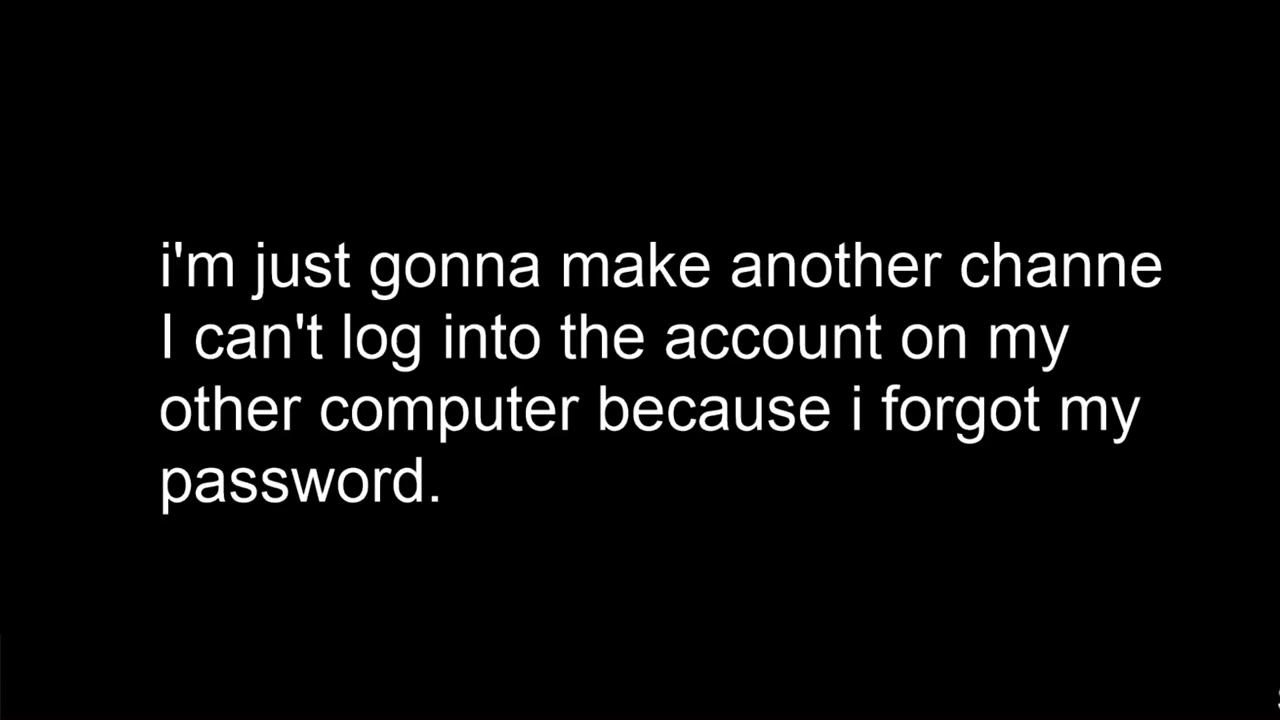 i'm just gonna make another channe
l can't log into the account on my
other computer because i forgot my
password.